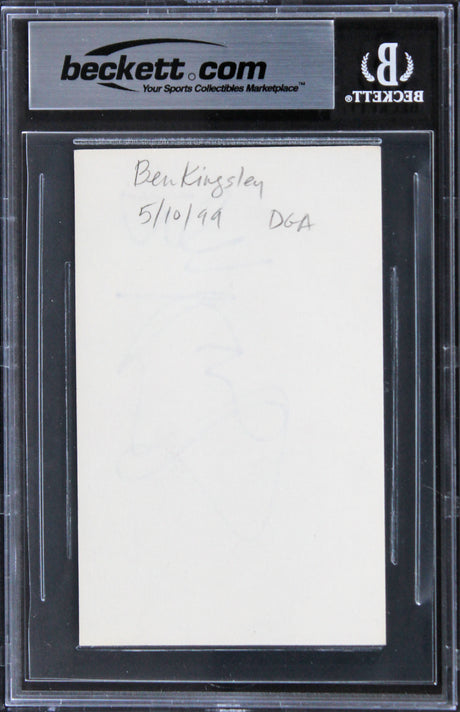 beckett.com
Your Sports Collectibles Marketplace™
BECKETT
Ben Kingsley
5/10/99 DGA